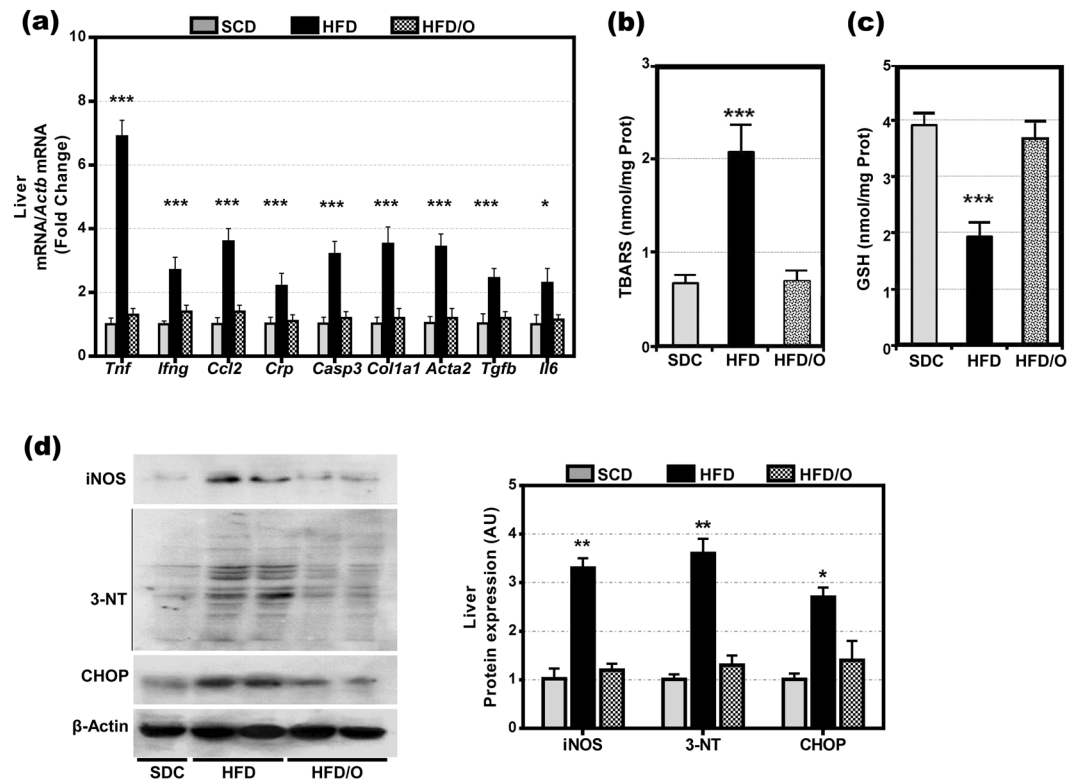 (a)
SCD HFD HFD/O
Liver
mRNA/Actb mRNA
(Fold Change)
10
8
6
4
2
0
***
*** *** *** *** *** *** *** *
Tnf Ifng Ccl2 Crp Casp3 Col1a1 Acta2 Tgfb Il6
(b)
TBARS (nmol/mg Prot)
3
2
1
0
***
SDC HFD HFD/O
(c)
GSH (nmol/mg Prot)
5
4
3
2
1
0
***
SDC HFD HFD/O
(d)
iNOS
3-NT
CHOP
β-Actin
SDC HFD HFD/O
SCD HFD HFD/O
Liver
Protein expression (AU)
5
4
3
2
1
0
** ** *
iNOS 3-NT CHOP